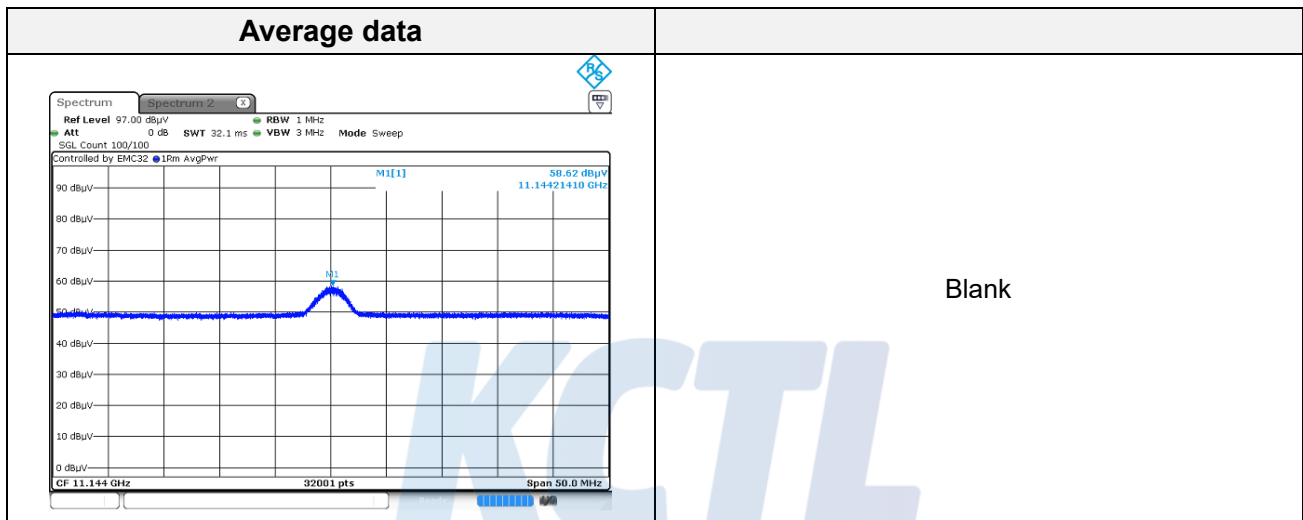 Average data
R&S
Spectrum Spectrum 2 X
Ref Level 97.00 dBµV RBW 1 MHz
Att 0 dB SWT 32.1 ms VBW 3 MHz Mode Sweep
SGL Count 100/100
Controlled by EMC32 1Rm AvgPwr
M1[1] 58.62 dBµV
11.14421410 GHz
90 dBµV
80 dBµV
70 dBµV
M1
60 dBµV
50 dBµV
40 dBµV
30 dBµV
20 dBµV
10 dBµV
0 dBµV
CF 11.144 GHz 32001 pts Span 50.0 MHz
Blank
KCTL